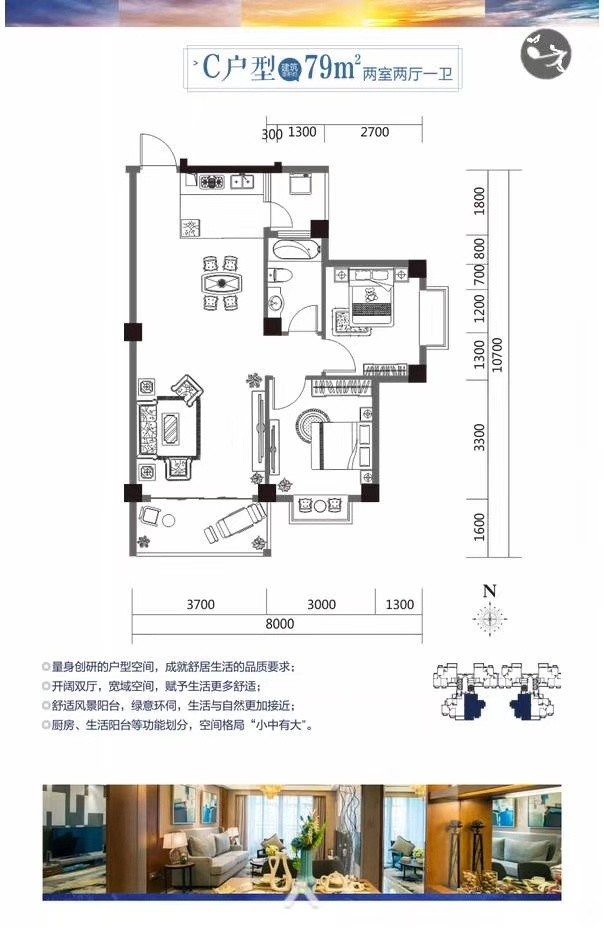 C户型 建筑面积约 79m² 两室两厅一卫
300 1300 2700
1800
800
700
1200
1300
3300
1600
10700
3700 3000 1300
8000
N
◎量身创研的户型空间，成就舒居生活的品质要求；
◎开阔双厅，宽域空间，赋予生活更多舒适；
◎舒适风景阳台，绿意环伺，生活与自然更加接近；
◎厨房、生活阳台等功能划分，空间格局“小中有大”。